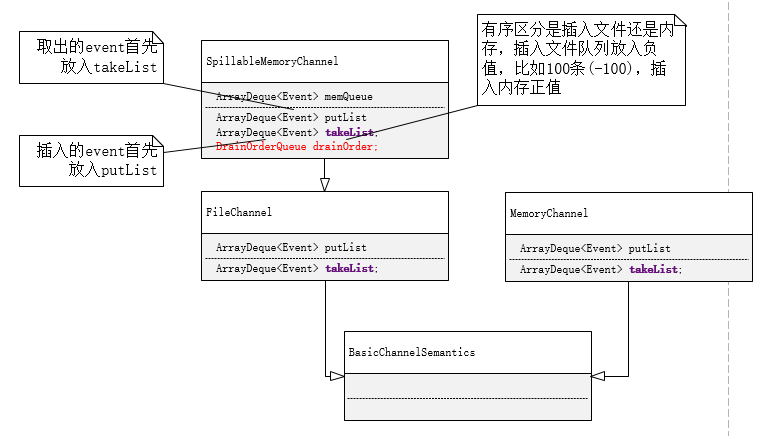 取出的event首先
放入takeList
插入的event首先
放入putList
有序区分是插入文件还是内
存，插入文件队列放入负
值，比如100条(-100)，插
入内存正值
SpillableMemoryChannel
ArrayDeque<Event> memQueue
ArrayDeque<Event> putList
ArrayDeque<Event> takeList;
DrainOrderQueue drainOrder;
FileChannel
ArrayDeque<Event> putList
ArrayDeque<Event> takeList;
MemoryChannel
ArrayDeque<Event> putList
ArrayDeque<Event> takeList;
BasicChannelSemantics